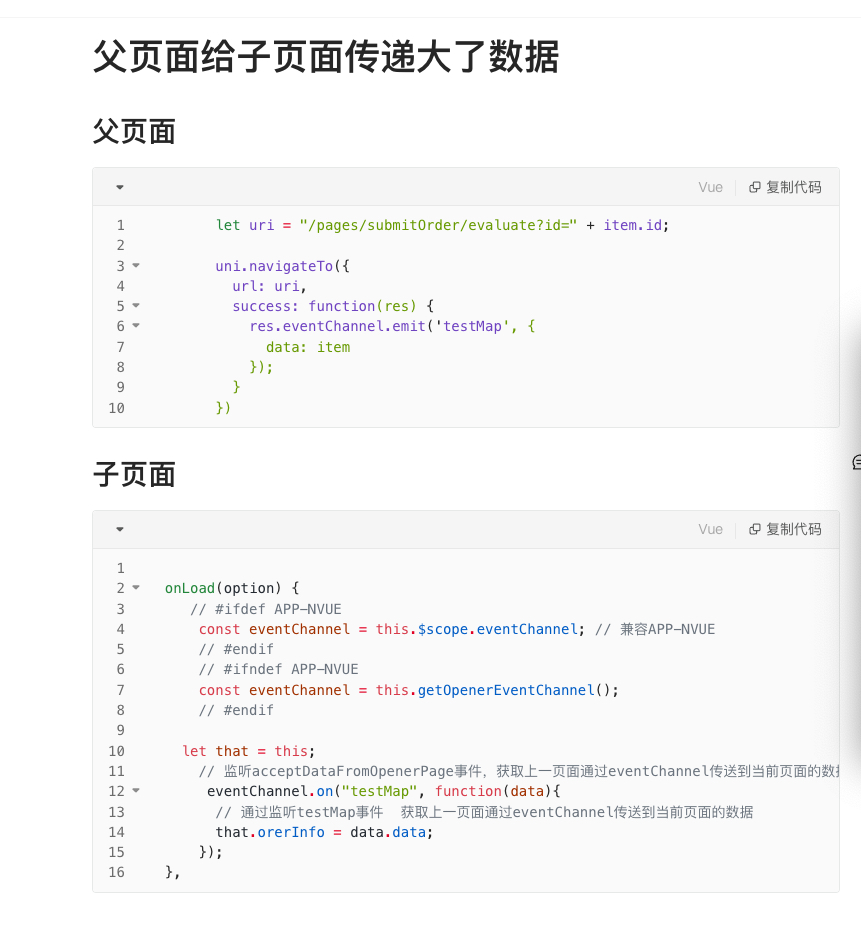 父页面给子页面传递大了数据
父页面
Vue 复制代码
1 let uri = "/pages/submitOrder/evaluate?id=" + item.id;
2
3 uni.navigateTo({
4 url: uri,
5 success: function(res) {
6 res.eventChannel.emit('testMap', {
7 data: item
8 });
9 }
10 })
子页面
Vue 复制代码
1
2 onLoad(option) {
3 // #ifdef APP-NVUE
4 const eventChannel = this.$scope.eventChannel; // 兼容APP-NVUE
5 // #endif
6 // #ifndef APP-NVUE
7 const eventChannel = this.getOpenerEventChannel();
8 // #endif
9
10 let that = this;
11 // 监听acceptDataFromOpenerPage事件，获取上一页面通过eventChannel传送到当前页面的数
12 eventChannel.on("testMap", function(data){
13 // 通过监听testMap事件 获取上一页面通过eventChannel传送到当前页面的数据
14 that.orerInfo = data.data;
15 });
16 },